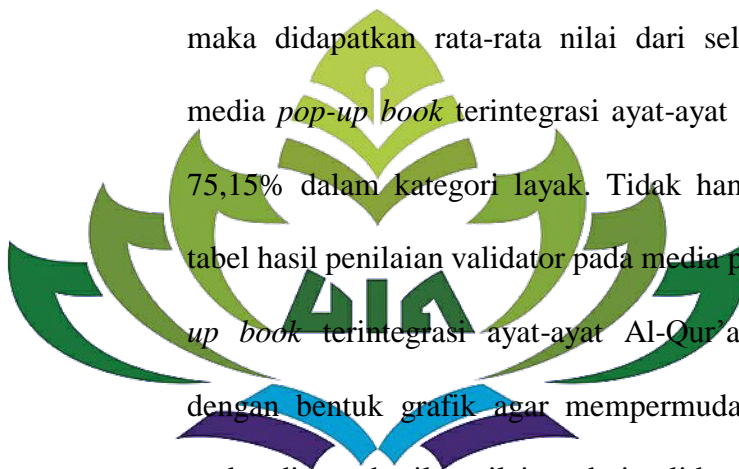 maka didapatkan rata-rata nilai dari sel
media pop-up book terintegrasi ayat-ayat
75,15% dalam kategori layak. Tidak han
tabel hasil penilaian validator pada media p
UIA
up book terintegrasi ayat-ayat Al-Qur'a
dengan bentuk grafik agar mempermuda